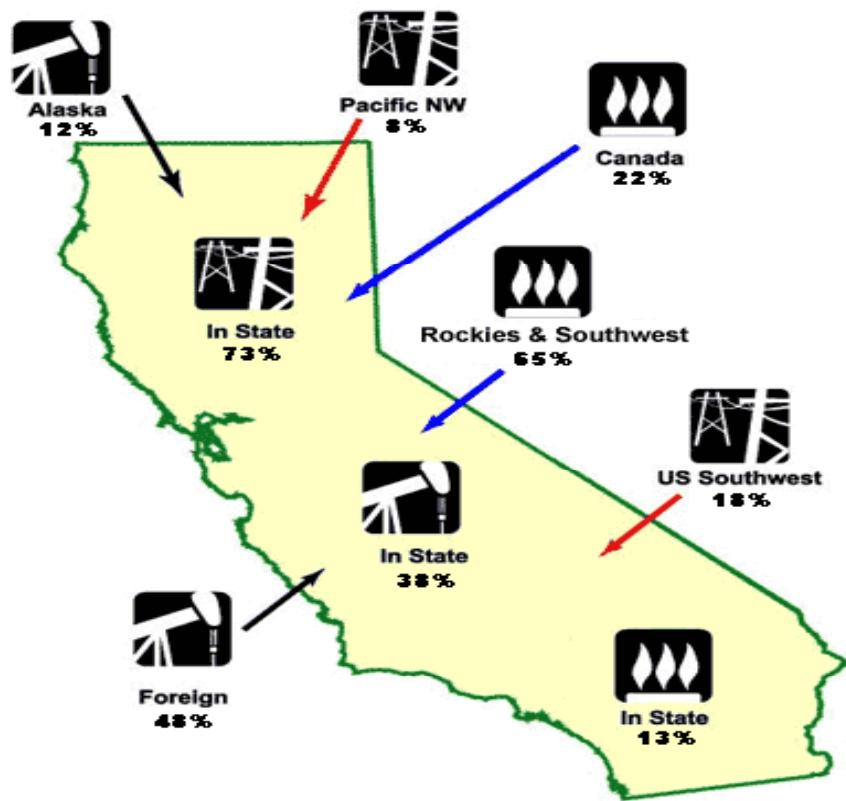 Alaska
12%
Pacific NW
8%
Canada
22%
In State
73%
Rockies & Southwest
65%
US Southwest
18%
In State
38%
Foreign
48%
In State
13%